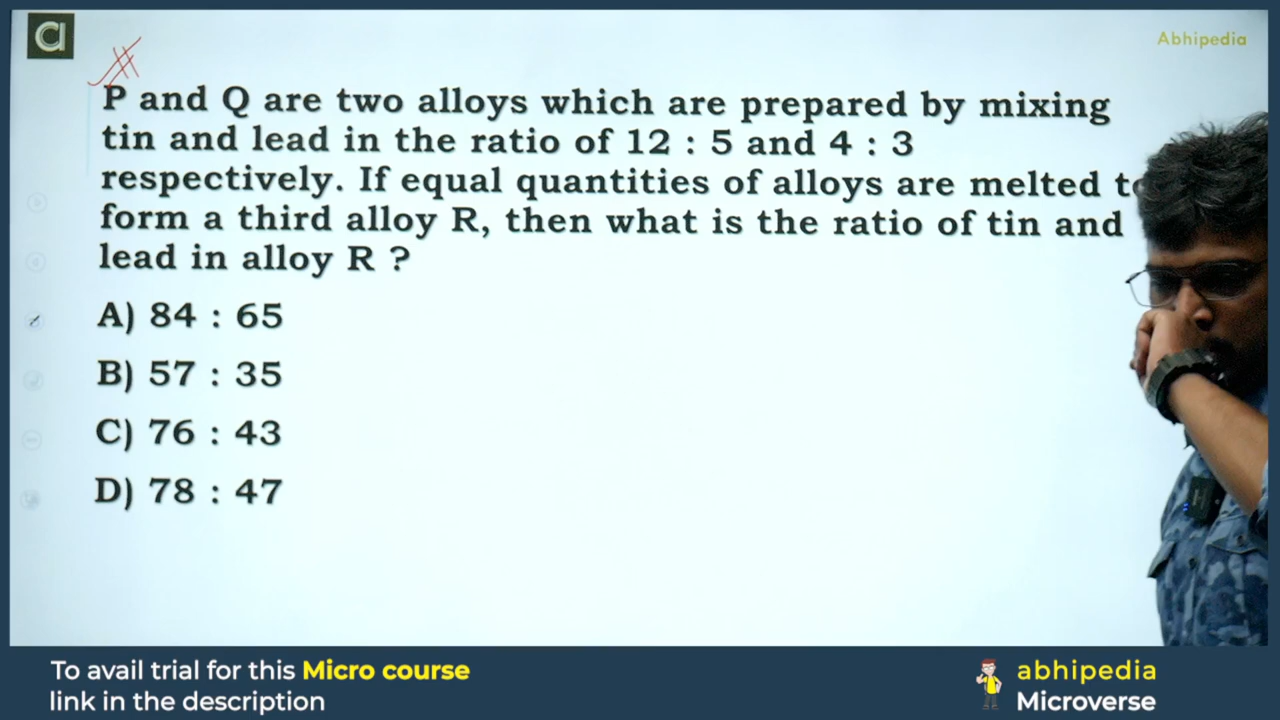 a
Abhipedia
P and Q are two alloys which are prepared by mixing
tin and lead in the ratio of 12 : 5 and 4 : 3
respectively. If equal quantities of alloys are melted to
form a third alloy R, then what is the ratio of tin and
lead in alloy R ?
A) 84 : 65
B) 57 : 35
C) 76 : 43
D) 78 : 47
To avail trial for this Micro course
link in the description
abhipedia
Microverse